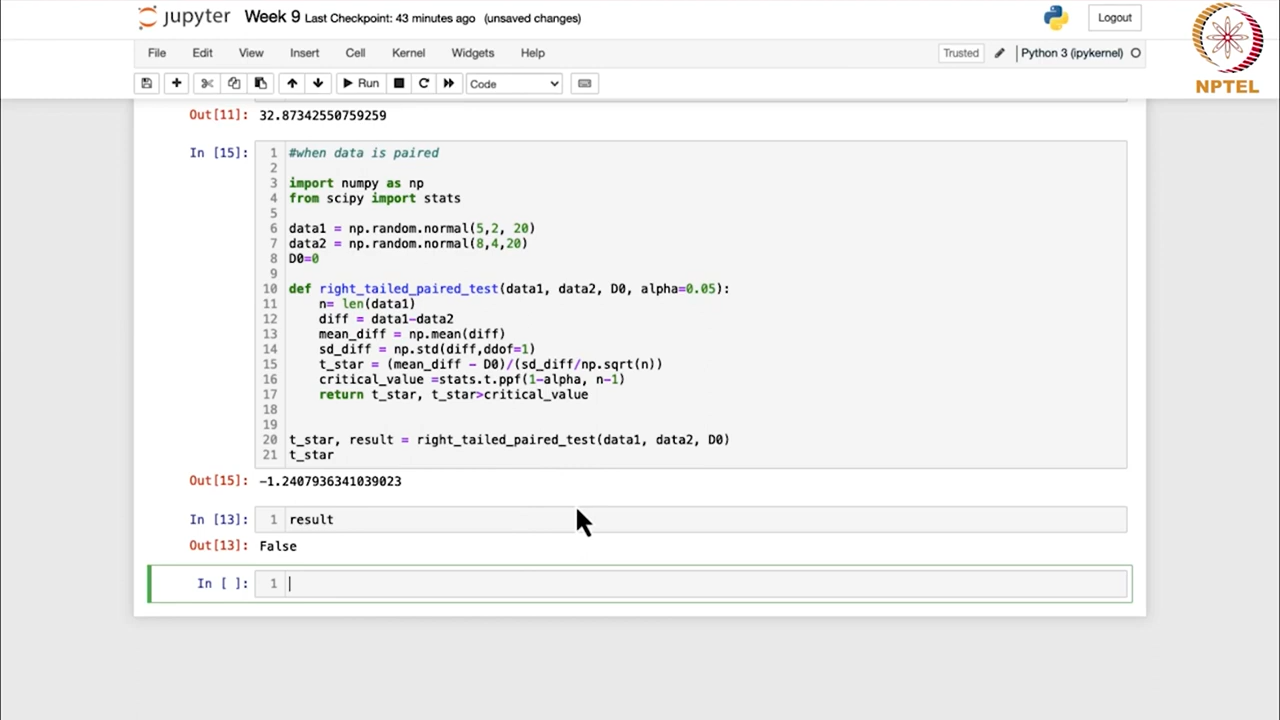 jupyter Week 9 Last Checkpoint: 43 minutes ago (unsaved changes) Logout
NPTEL
File Edit View Insert Cell Kernel Widgets Help Trusted Python 3 (ipykernel)
Run Code
Out[11]: 32.87342550759259
In [15]: 1 #when data is paired
2
3 import numpy as np
4 from scipy import stats
5
6 data1 = np.random.normal(5,2, 20)
7 data2 = np.random.normal(8,4,20)
8 D0=0
9
10 def right_tailed_paired_test(data1, data2, D0, alpha=0.05):
11 n= len(data1)
12 diff = data1-data2
13 mean_diff = np.mean(diff)
14 sd_diff = np.std(diff,ddof=1)
15 t_star = (mean_diff - D0)/(sd_diff/np.sqrt(n))
16 critical_value =stats.t.ppf(1-alpha, n-1)
17 return t_star, t_star>critical_value
18
19
20 t_star, result = right_tailed_paired_test(data1, data2, D0)
21 t_star
Out[15]: -1.2407936341039023
In [13]: 1 result
Out[13]: False
In [ ]: 1